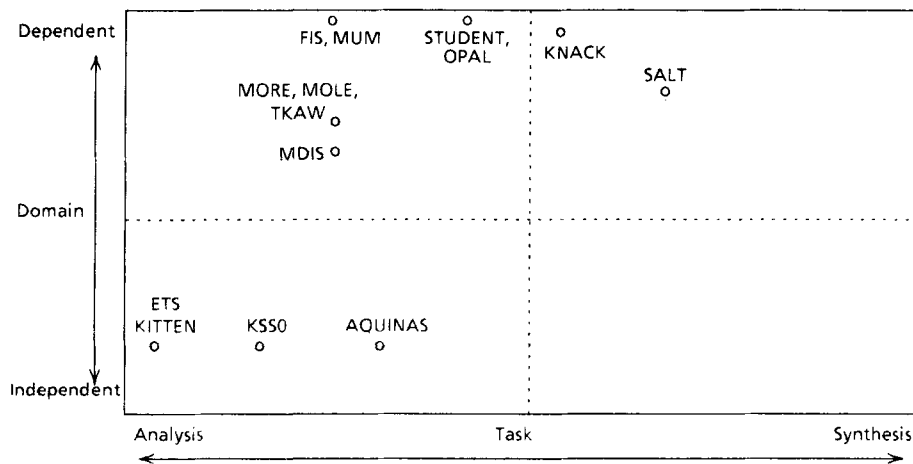 Dependent
FIS, MUM
STUDENT,
OPAL
KNACK
SALT
MORE, MOLE,
TKAW
MDIS
Domain
ETS
KITTEN
KSS0
AQUINAS
Independent
Analysis Task Synthesis